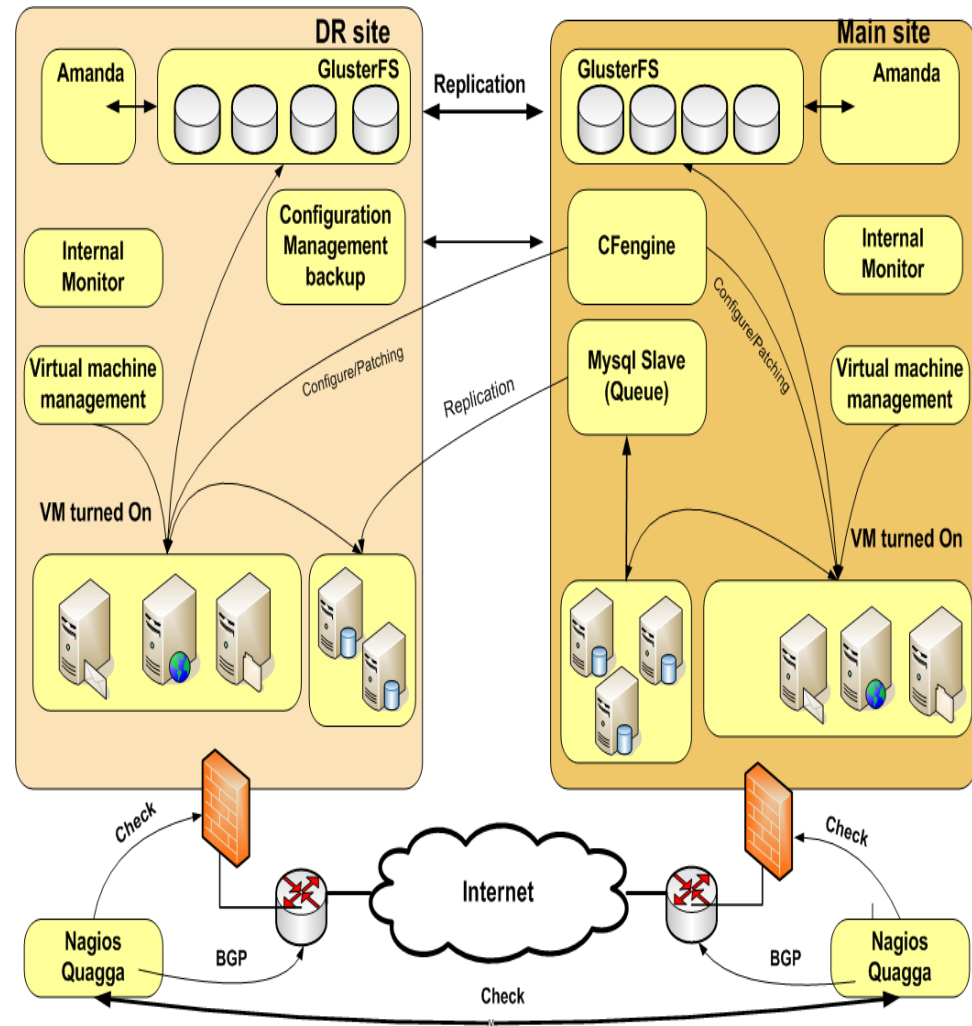 DR site
Main site
Amanda
GlusterFS
Replication
GlusterFS
Amanda
Configuration
Management
backup
CFengine
Internal
Monitor
Internal
Monitor
Configure/Patching
Configure/Patching
Virtual machine
management
Replication
Mysql Slave
(Queue)
Virtual machine
management
VM turned On
VM turned On
Check
Check
Internet
Nagios
Quagga
BGP
BGP
Nagios
Quagga
Check